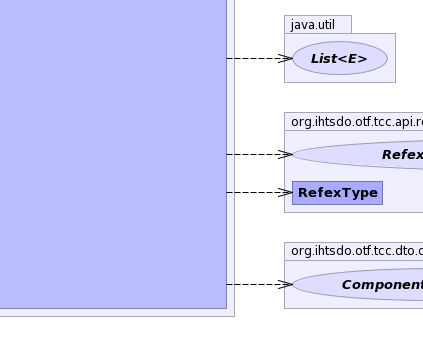 java.util
List<E>
org.ihtsdo.otf.tcc.api.re
Refex
RefexType
org.ihtsdo.otf.tcc.dto.c
Component